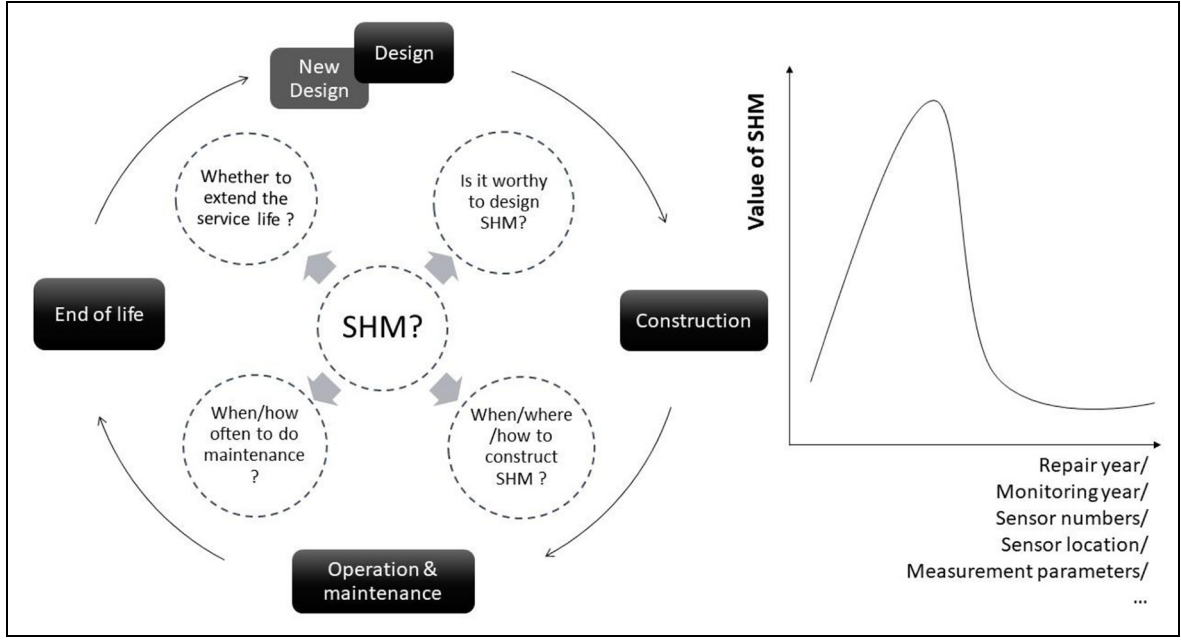 Design
New
Design
Whether to
extend the
service life ?
Is it worthy
to design
SHM?
End of life
SHM?
Construction
When/how
often to do
maintenance
?
When/where
/how to
construct
SHM ?
Operation &
maintenance
Value of SHM
Repair year/
Monitoring year/
Sensor numbers/
Sensor location/
Measurement parameters/
...